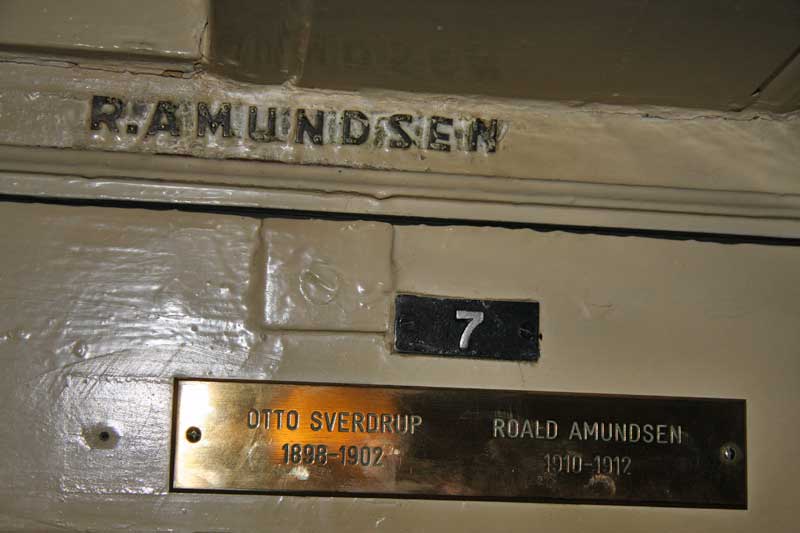 R. AMUNDSEN
7
OTTO SVERDRUP ROALD AMUNDSEN
1898-1902 1910-1912